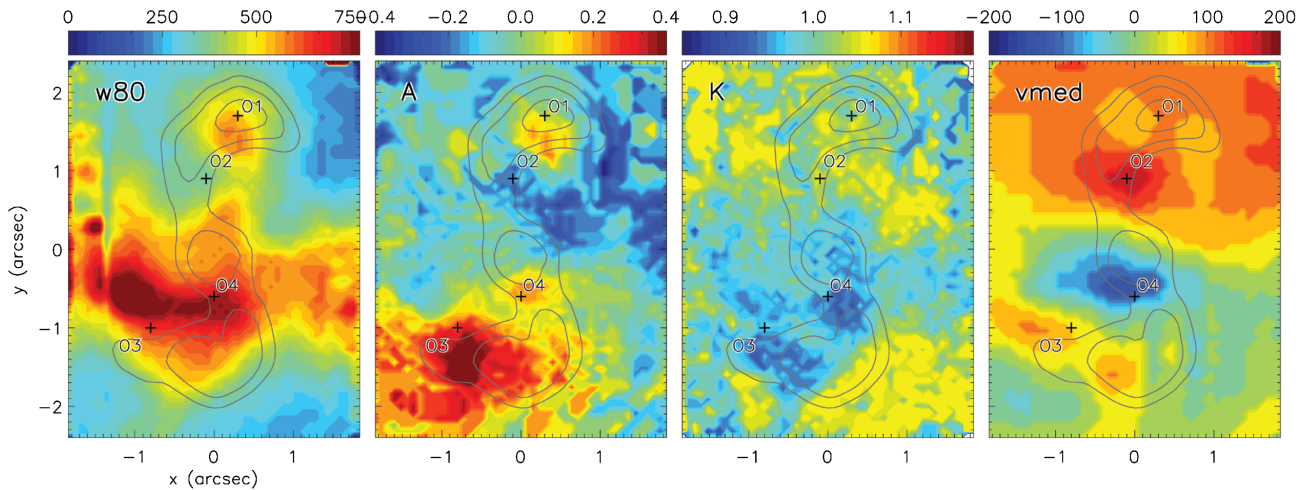 0 250 500 750 -0.4 -0.2 0.0 0.2 0.4 0.9 1.0 1.1 -200 -100 0 100 200
w80 A K vmed
O1 O1 O1 O1
O2 O2 O2 O2
O4 O4 O4 O4
O3 O3 O3 O3
2
1
0
−1
−2
y (arcsec)
−1 0 1 −1 0 1 −1 0 1 −1 0 1
x (arcsec)